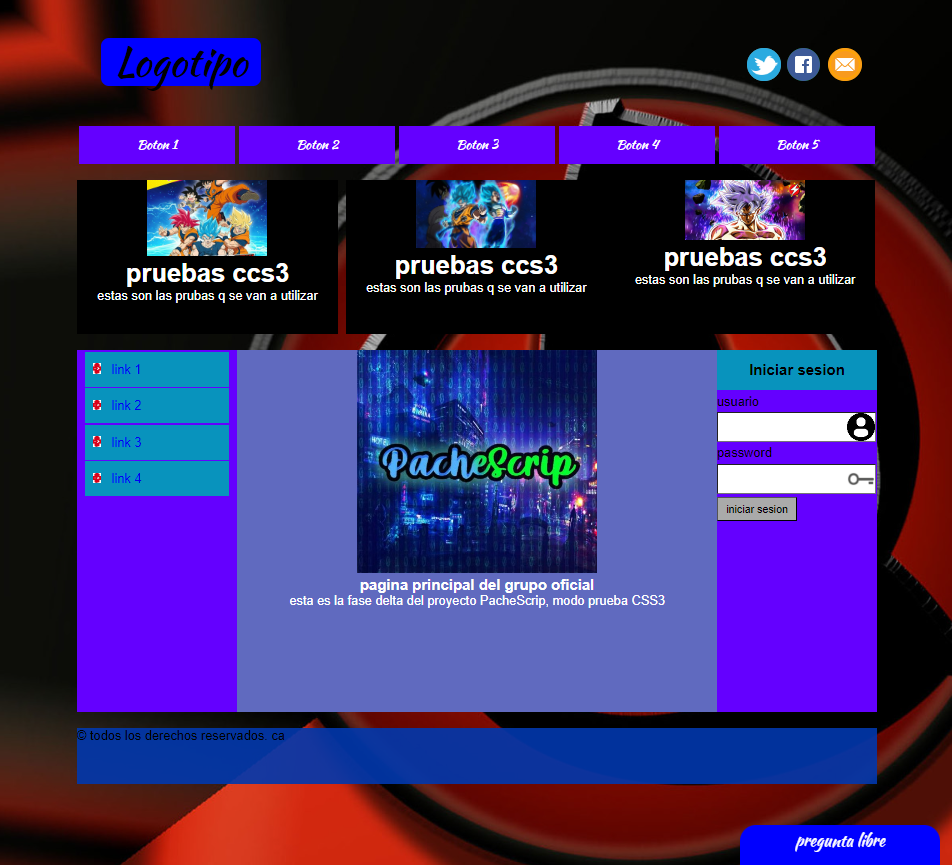 Logotipo
Boton 1
Boton 2
Boton 3
Boton 4
Boton 5
pruebas ccs3
estas son las prubas q se van a utilizar
pruebas ccs3
estas son las prubas q se van a utilizar
pruebas ccs3
estas son las prubas q se van a utilizar
link 1
link 2
link 3
link 4
PacheScrip
pagina principal del grupo oficial
esta es la fase delta del proyecto PacheScrip, modo prueba CSS3
Iniciar sesion
usuario
password
iniciar sesion
© todos los derechos reservados. ca
pregunta libre